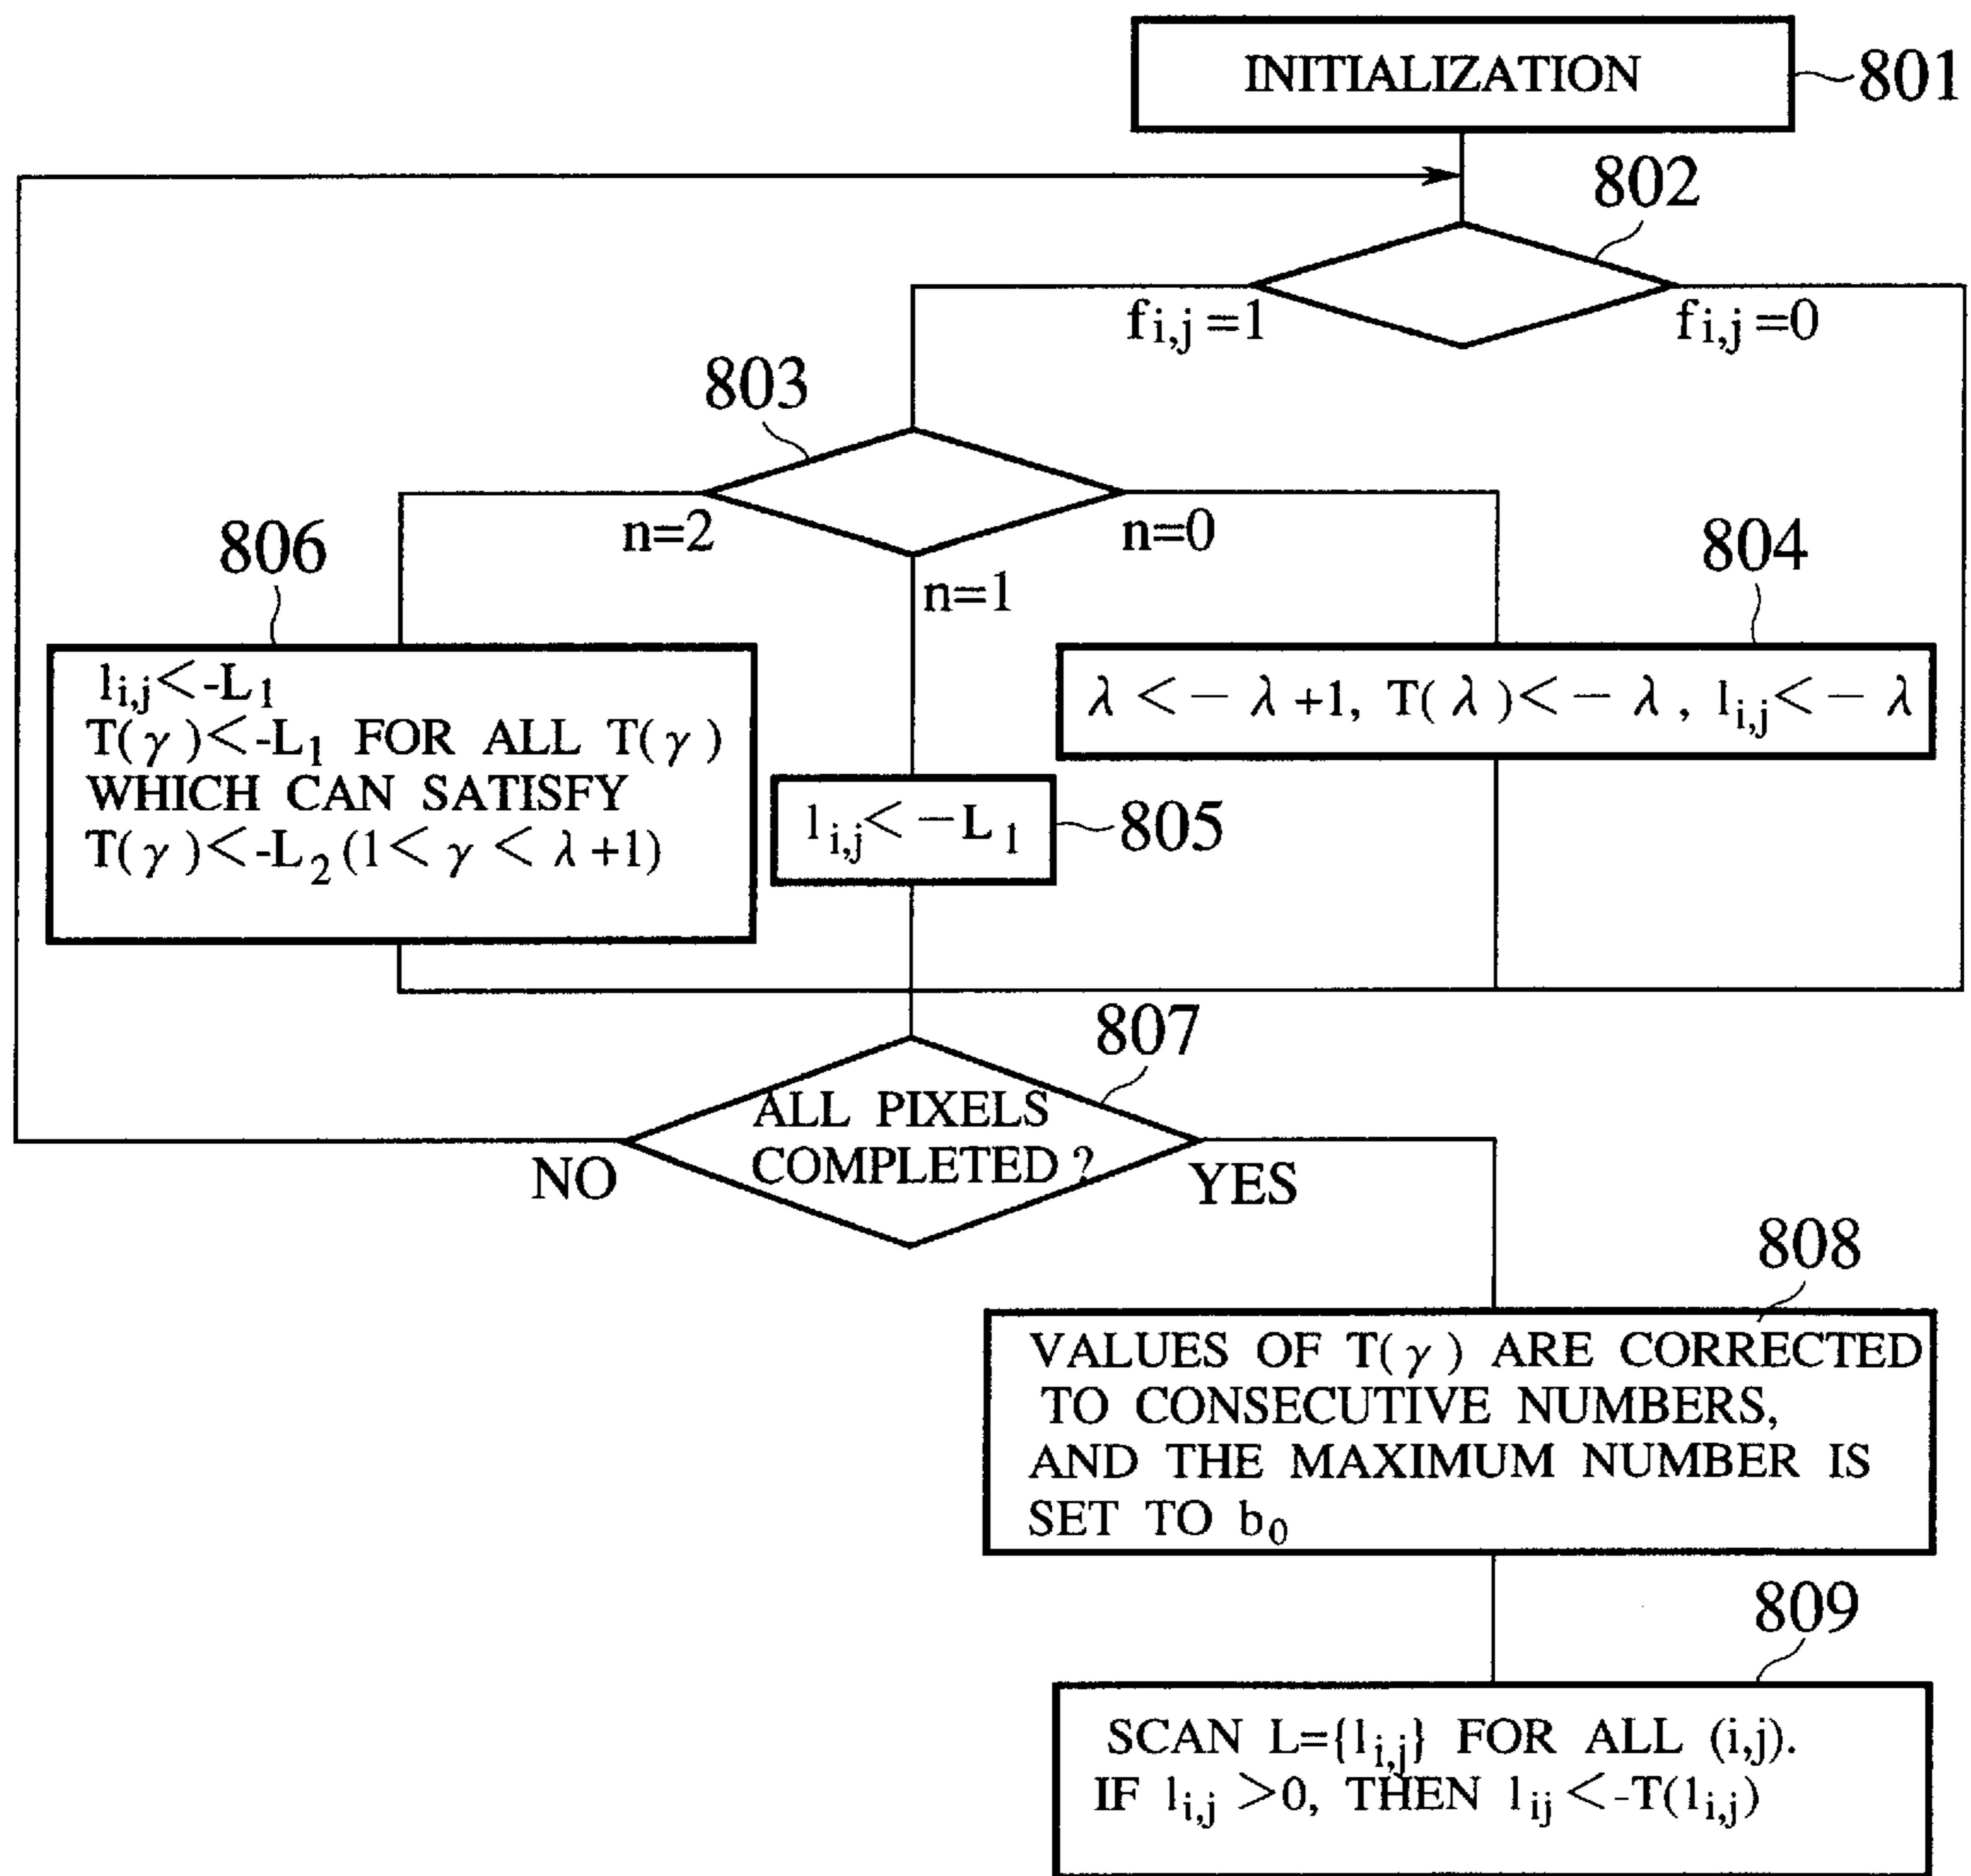 INITIALIZATION
801
802
fi,j=1
fi,j=0
803
n=2
n=0
n=1
806
804
li,j<-L1
T(γ)<-L1 FOR ALL T(γ)
WHICH CAN SATISFY
T(γ)<-L2 (1<γ<λ+1)
λ<-λ+1, T(λ)<-λ, li,j<-λ
li,j<-L1
805
807
ALL PIXELS
COMPLETED?
NO
YES
808
VALUES OF T(γ) ARE CORRECTED
TO CONSECUTIVE NUMBERS,
AND THE MAXIMUM NUMBER IS
SET TO b0
809
SCAN L={li,j} FOR ALL (i,j).
IF li,j >0, THEN lij <-T(li,j)